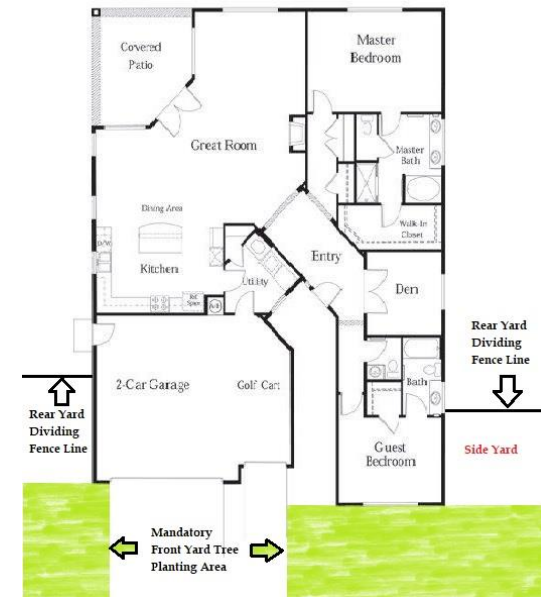 Covered
Patio
Master
Bedroom
Great Room
Master
Bath
Dining Area
Walk-In
Closet
Entry
Kitchen
Utility
Den
2-Car Garage
Golf Cart
Bath
Guest
Bedroom
Rear Yard
Dividing
Fence Line
Rear Yard
Dividing
Fence Line
Side Yard
Mandatory
Front Yard Tree
Planting Area